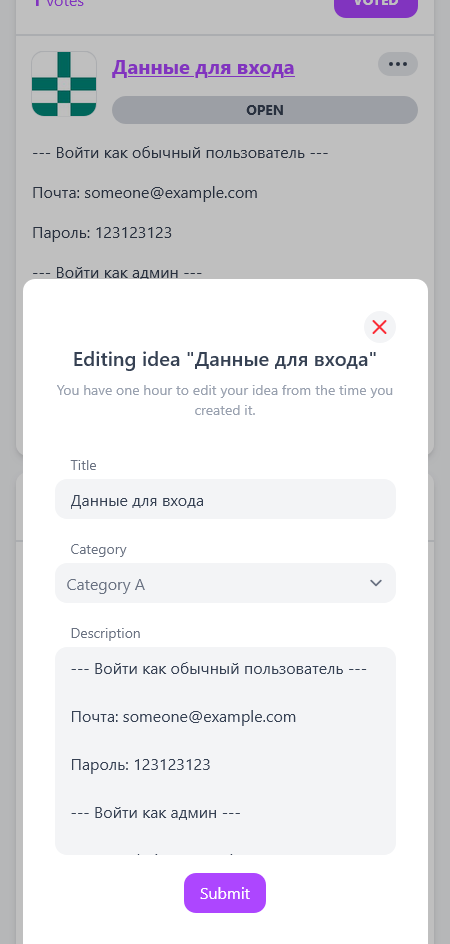 1 votes
VOTED
Данные для входа
OPEN
--- Войти как обычный пользователь ---
Почта: someone@example.com
Пароль: 123123123
--- Войти как админ ---
Editing idea "Данные для входа"
You have one hour to edit your idea from the time you
created it.
Title
Данные для входа
Category
Category A
Description
--- Войти как обычный пользователь ---
Почта: someone@example.com
Пароль: 123123123
--- Войти как админ ---
Submit